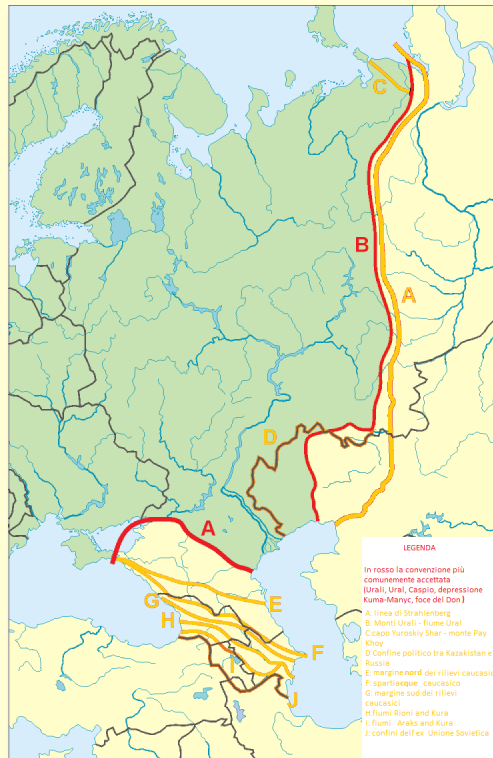 C
B
A
D
A
E
G
H
F
I
J
LEGENDA
In rosso la convenzione più
comunemente accettata
(Urali, Ural, Caspio, depressione
Kuma-Manyc, foce del Don)
A: linea di Strahlenberg
B: Monti Urali - fiume Ural
C:capo Yuroskiy Shar - monte Pay
Khoy
D:Confine politico tra Kazakistan e
Russia
E: margine nord dei rilievi caucasici
F: spartiacque caucasico
G: margine sud dei rilievi
caucasici
H:fiumi Rioni and Kura
I: fiumi Araks and Kura
J: confini dell'ex Unione Sovietica